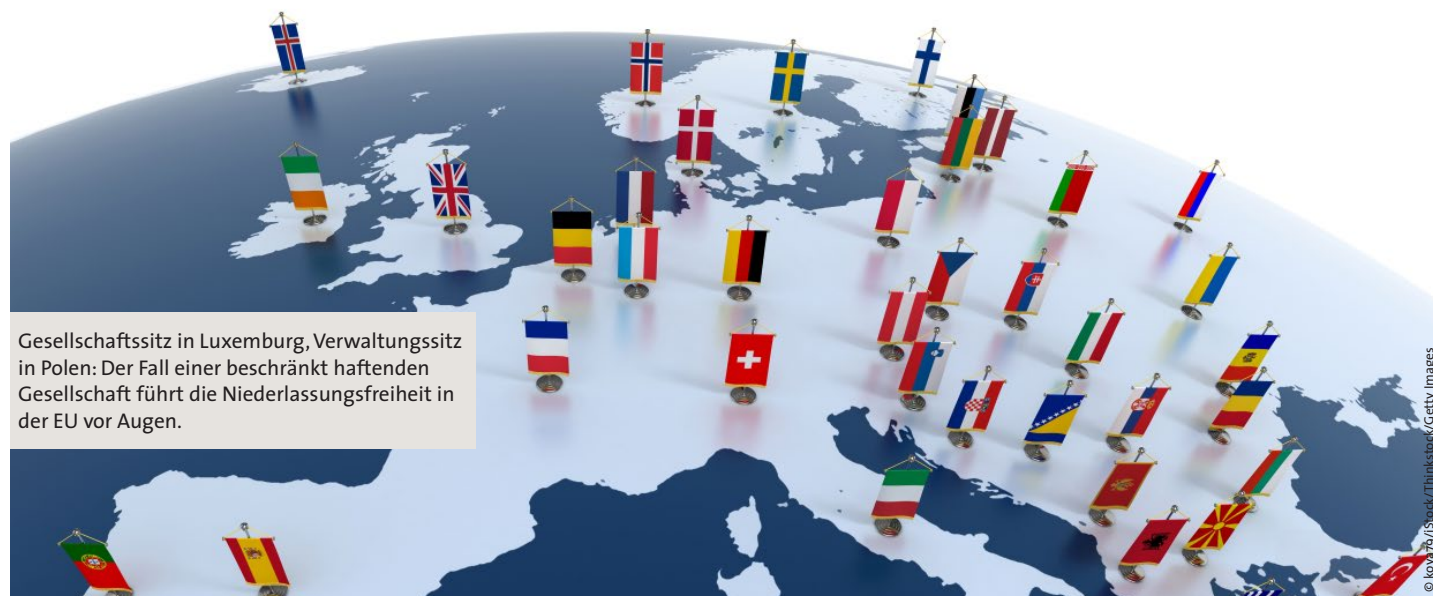 Gesellschaftssitz in Luxemburg, Verwaltungssitz
in Polen: Der Fall einer beschränkt haftenden
Gesellschaft führt die Niederlassungsfreiheit in
der EU vor Augen.
© kova79/iStock/Thinkstock/Getty Images